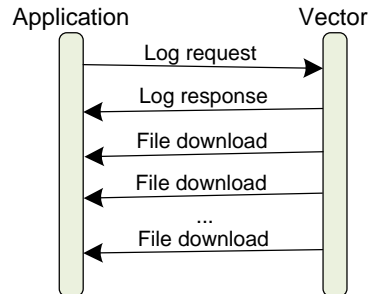 Application
Vector
Log request
Log response
File download
File download
...
File download